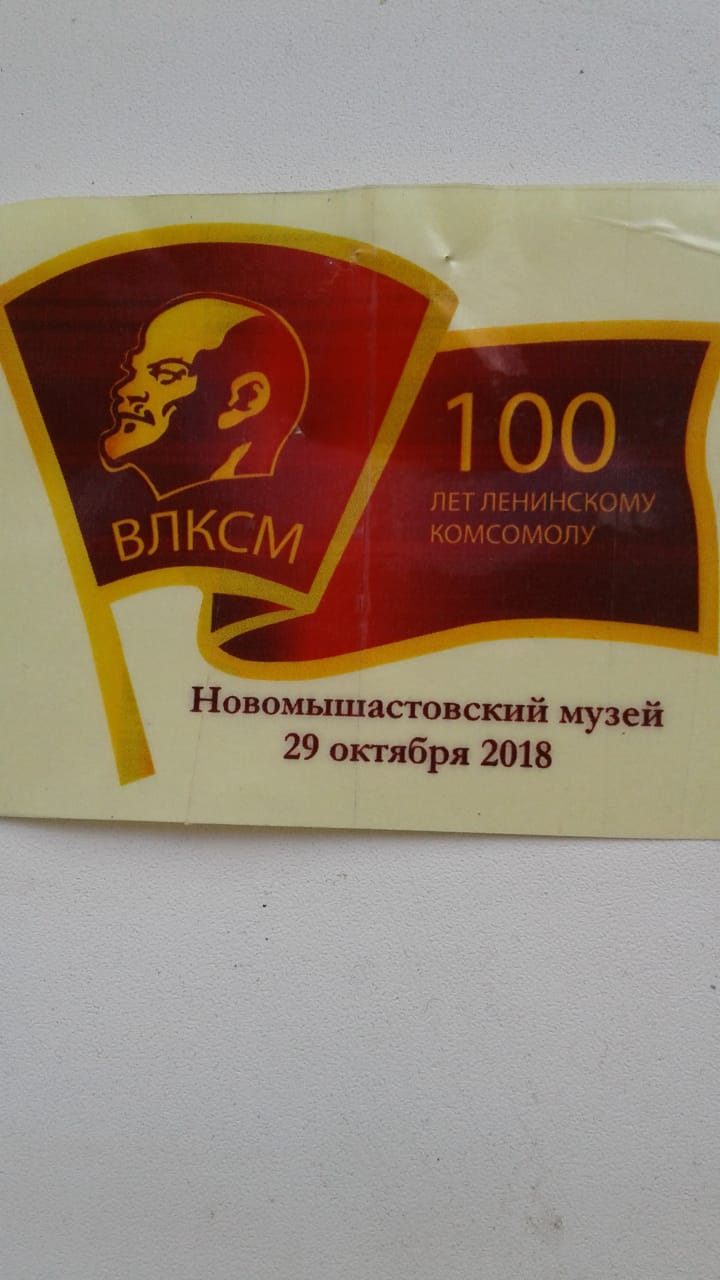 ВЛКСМ
100
ЛЕТ ЛЕНИНСКОМУ
КОМСОМОЛУ
Новомышастовский музей
29 октября 2018